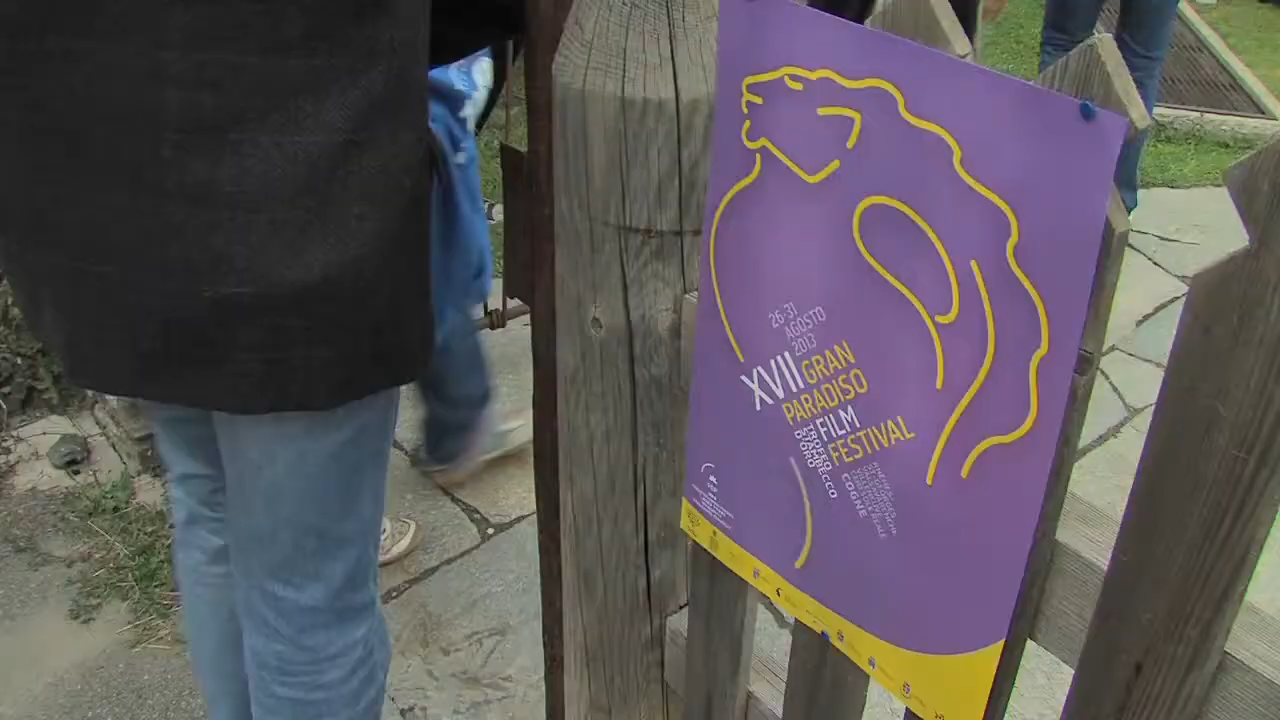 26-31
AGOSTO
2013
XVII GRAN
PARADISO
FILM
FESTIVAL
TROFEO
STAMBECCO
D'ORO
COGNE